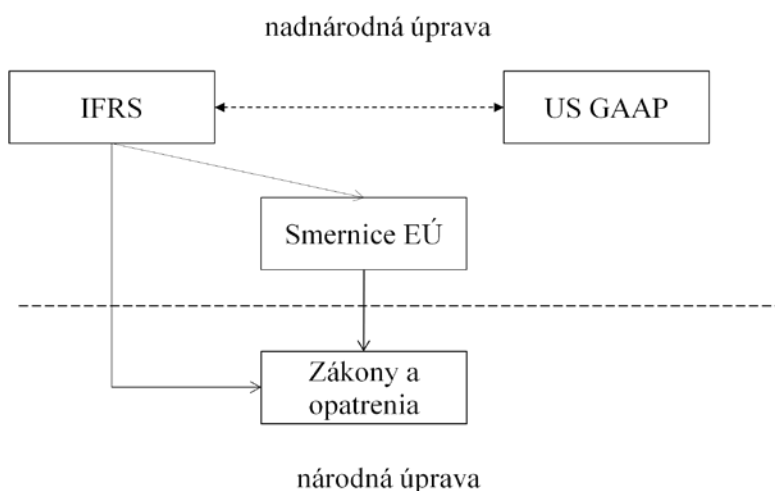 nadnárodná úprava
IFRS
US GAAP
Smernice EÚ
Zákony a
opatrenia
národná úprava